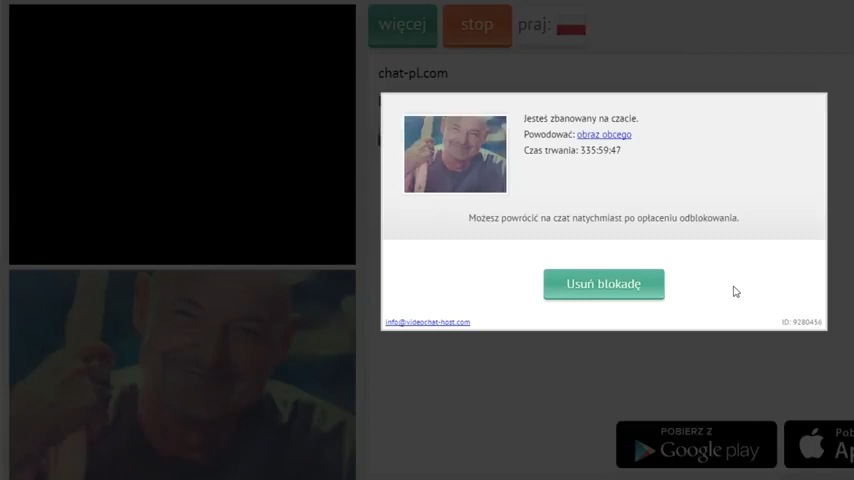 więcej
stop
praj:
chat-pl.com
Jesteś zbanowany na czacie.
Powodować: obraz obcego
Czas trwania: 335:59:47
Możesz powrócić na czat natychmiast po opłaceniu odblokowania.
Usuń blokadę
info@videochat-host.com
ID: 9280456
POBIERZ Z
Google play
Pob
Ap